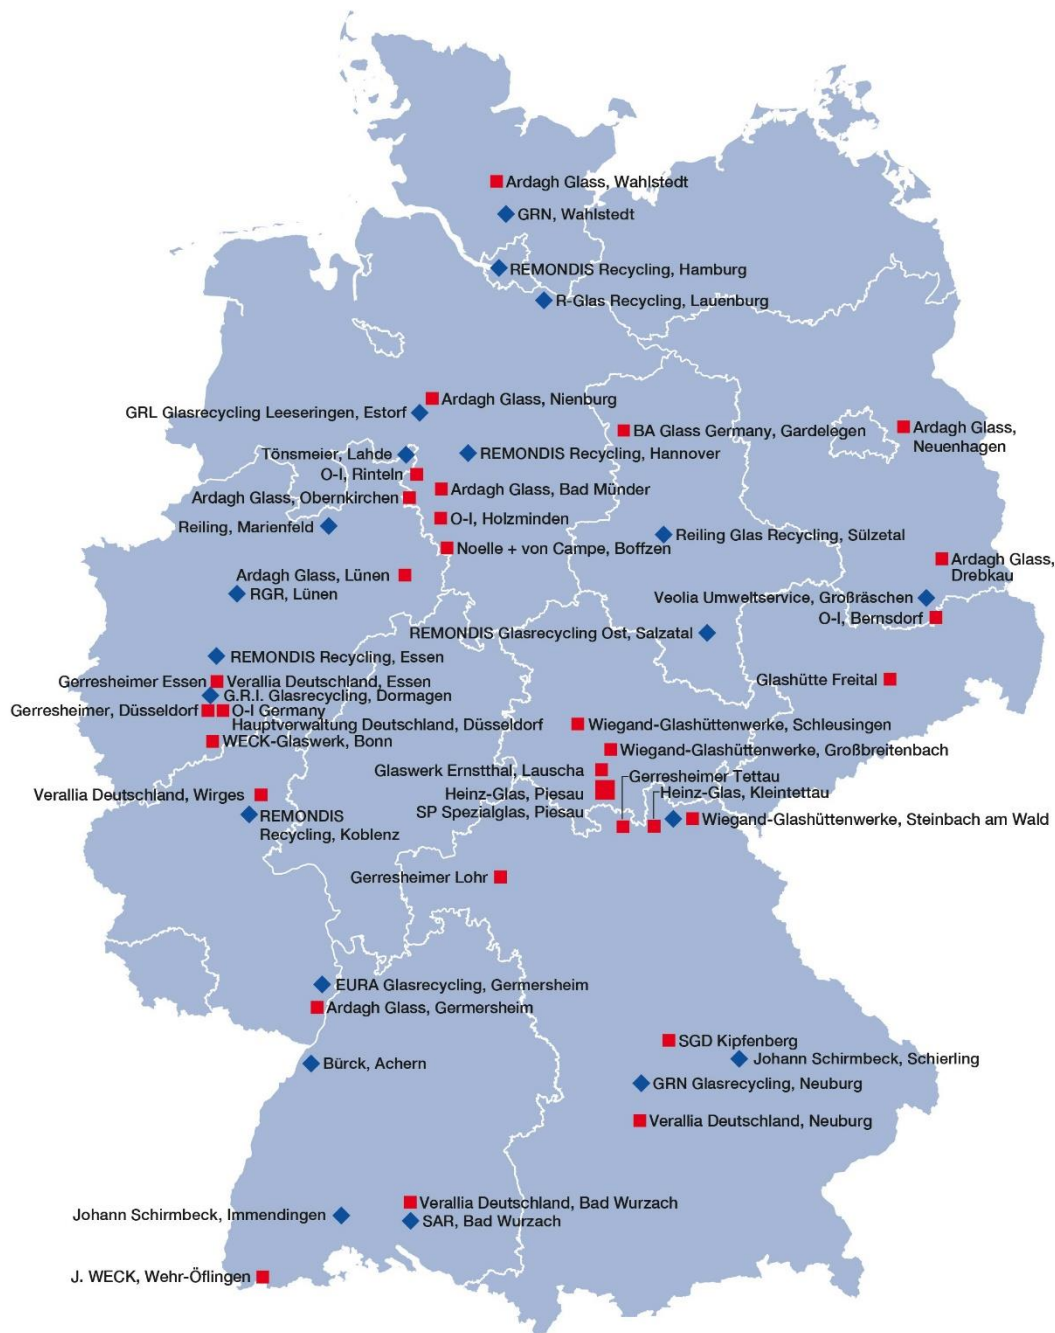 Ardagh Glass, Wahlstedt
GRN, Wahlstedt
REMONDIS Recycling, Hamburg
R-Glas Recycling, Lauenburg
Ardagh Glass, Nienburg
GRL Glasrecycling Leeseringen, Estorf
BA Glass Germany, Gardelegen
Ardagh Glass,
Neuenhagen
Tönsmeier, Lahde
REMONDIS Recycling, Hannover
O-I, Rinteln
Ardagh Glass, Bad Münder
Ardagh Glass, Obernkirchen
O-I, Holzminden
Reiling, Marienfeld
Reiling Glas Recycling, Sülzetal
Noelle + von Campe, Boffzen
Ardagh Glass,
Drebkau
Ardagh Glass, Lünen
RGR, Lünen
Veolia Umweltservice, Großräschen
O-I, Bernsdorf
REMONDIS Glasrecycling Ost, Salzatal
REMONDIS Recycling, Essen
Gerresheimer Essen
Verallia Deutschland, Essen
Glashütte Freital
G.R.I. Glasrecycling, Dormagen
Gerresheimer, Düsseldorf
O-I Germany
Hauptverwaltung Deutschland, Düsseldorf
Wiegand-Glashüttenwerke, Schleusingen
WECK-Glaswerk, Bonn
Wiegand-Glashüttenwerke, Großbreitenbach
Glaswerk Ernstthal, Lauscha
Gerresheimer Tettau
Heinz-Glas, Piesau
Heinz-Glas, Kleintettau
Verallia Deutschland, Wirges
SP Spezialglas, Piesau
REMONDIS
Recycling, Koblenz
Wiegand-Glashüttenwerke, Steinbach am Wald
Gerresheimer Lohr
EURA Glasrecycling, Germersheim
Ardagh Glass, Germersheim
SGD Kipfenberg
Johann Schirmbeck, Schierling
Bürck, Achern
GRN Glasrecycling, Neuburg
Verallia Deutschland, Neuburg
Verallia Deutschland, Bad Wurzach
Johann Schirmbeck, Immendingen
SAR, Bad Wurzach
J. WECK, Wehr-Öflingen